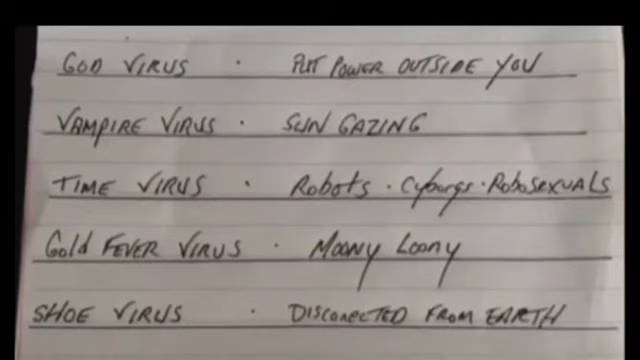 GOD VIRUS · PUT POWER OUTSIDE YOU
VAMPIRE VIRUS · SUN GAZING
TIME VIRUS · ROBOTS · Cyborgs · ROBOSEXUALS
Gold FEVER VIRUS · MOONY LOONY
SHOE VIRUS · DISCONECTED FROM EARTH